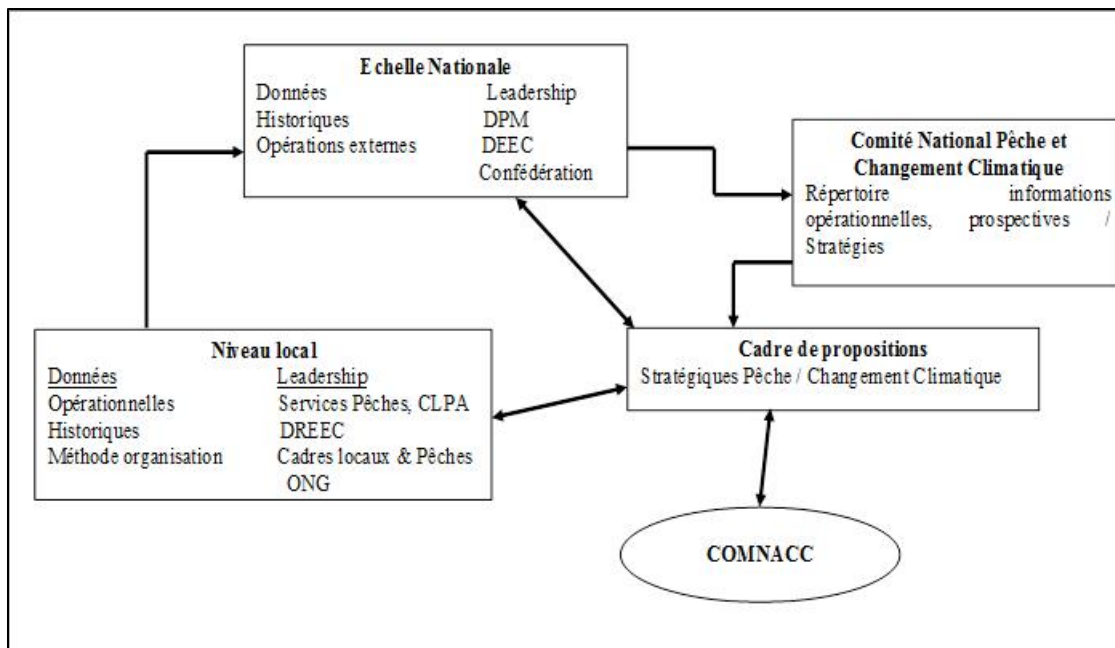 Echelle Nationale
Données Leadership
Historiques DPM
Opérations externes DEEC
Confédération
Comité National Pêche et
Changement Climatique
Répertoire informations
opérationnelles, prospectives /
Stratégies
Niveau local
Données Leadership
Opérationnelles Services Pêches, CLPA
Historiques DREEC
Méthode organisation Cadres locaux & Pêches
ONG
Cadre de propositions
Stratégiques Pêche / Changement Climatique
COMNACC